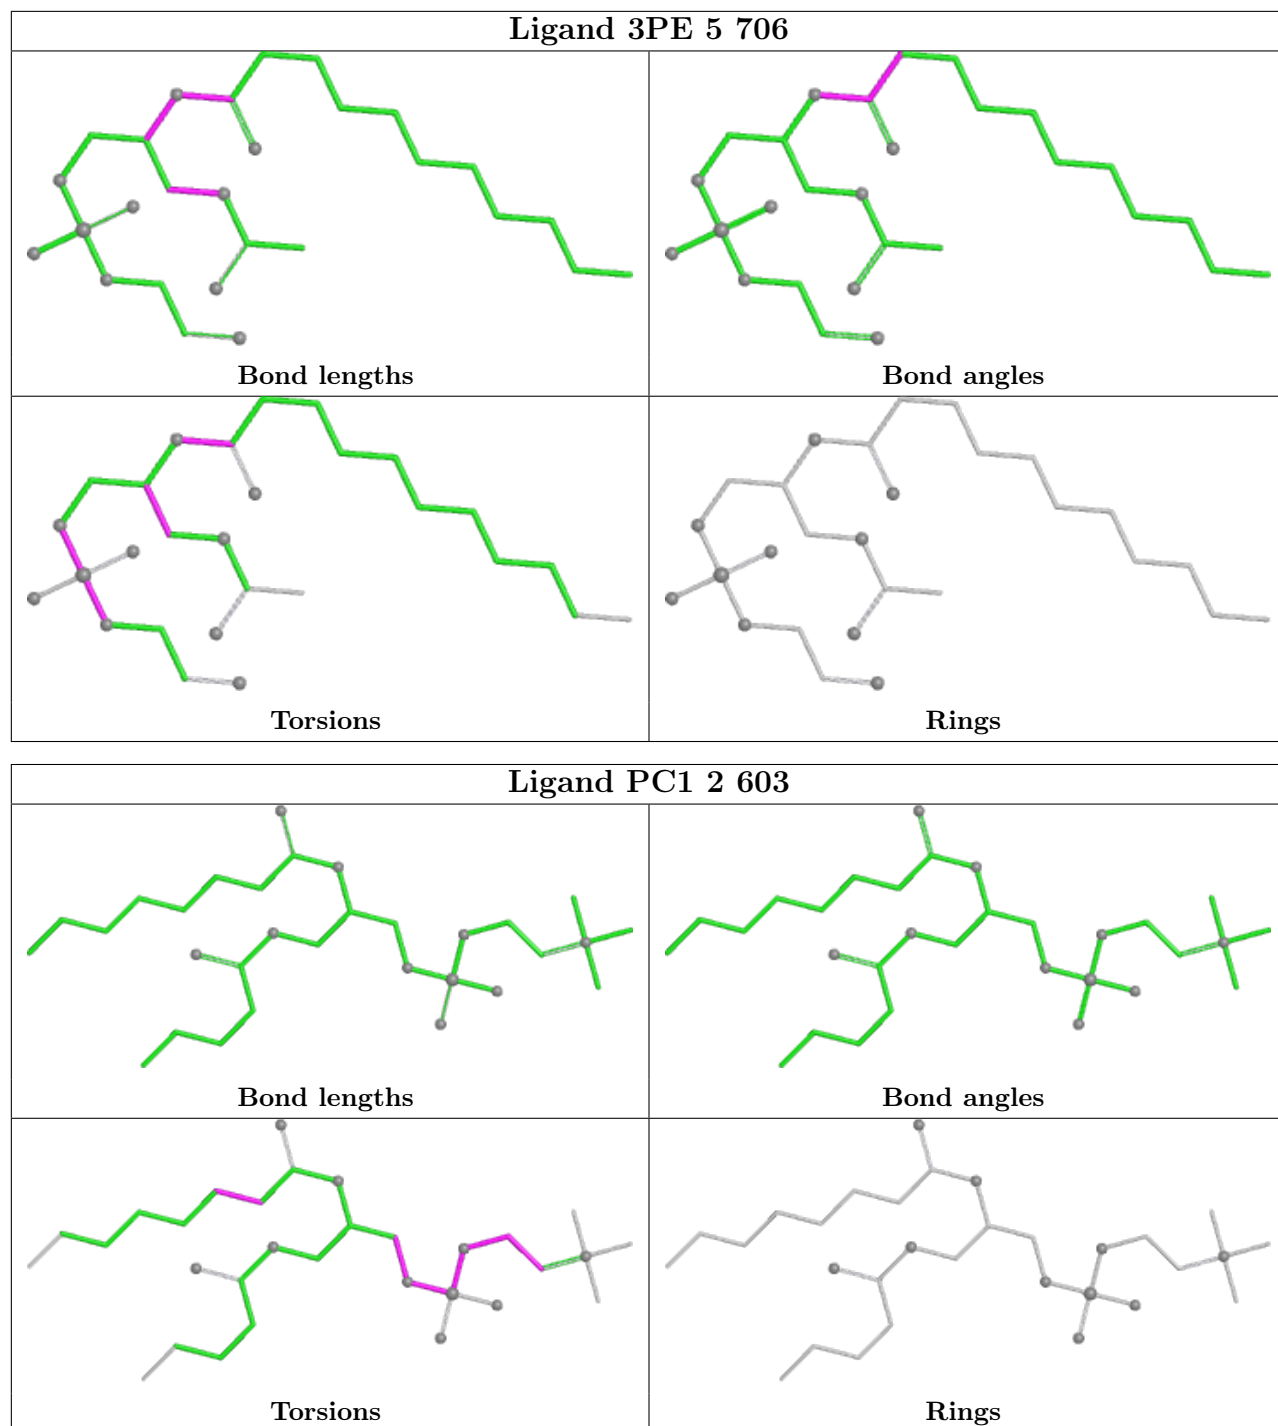 Ligand 3PE 5 706
Bond lengths
Bond angles
Torsions
Rings
Ligand PC1 2 603
Bond lengths
Bond angles
Torsions
Rings